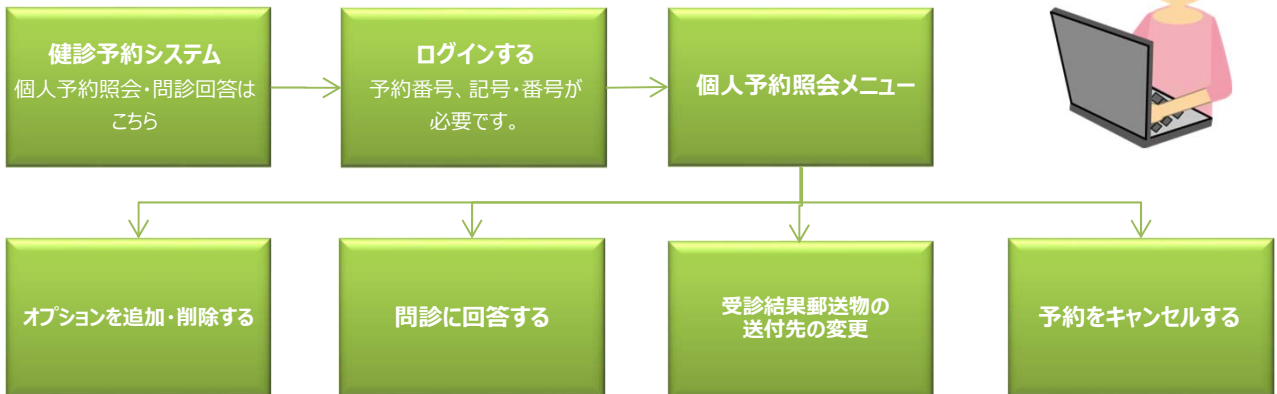 健診予約システム
個人予約照会・問診回答は
こちら
ログインする
予約番号、記号・番号が
必要です。
個人予約照会メニュー
オプションを追加・削除する
問診に回答する
受診結果郵送物の
送付先の変更
予約をキャンセルする